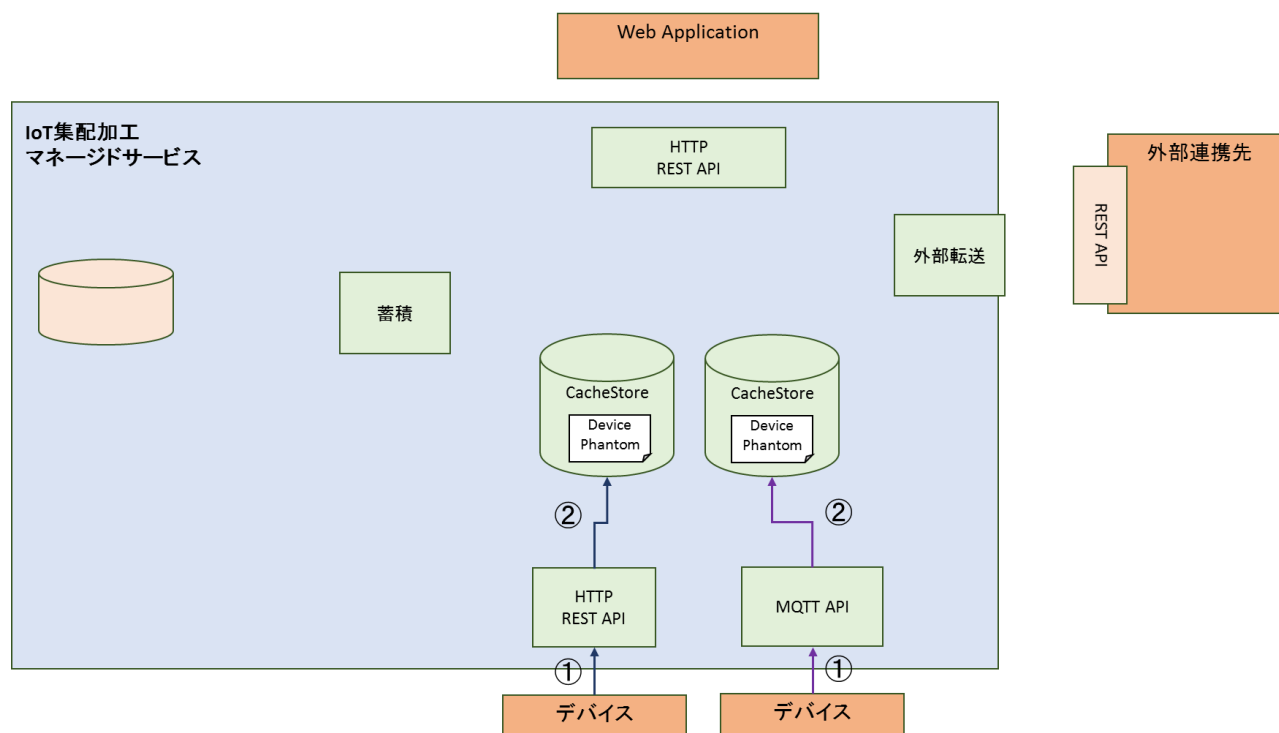 Web Application
IoT集配加工
マネージドサービス
HTTP
REST API
外部連携先
REST API
外部転送
蓄積
CacheStore
Device
Phantom
CacheStore
Device
Phantom
②
②
HTTP
REST API
MQTT API
①
①
デバイス
デバイス